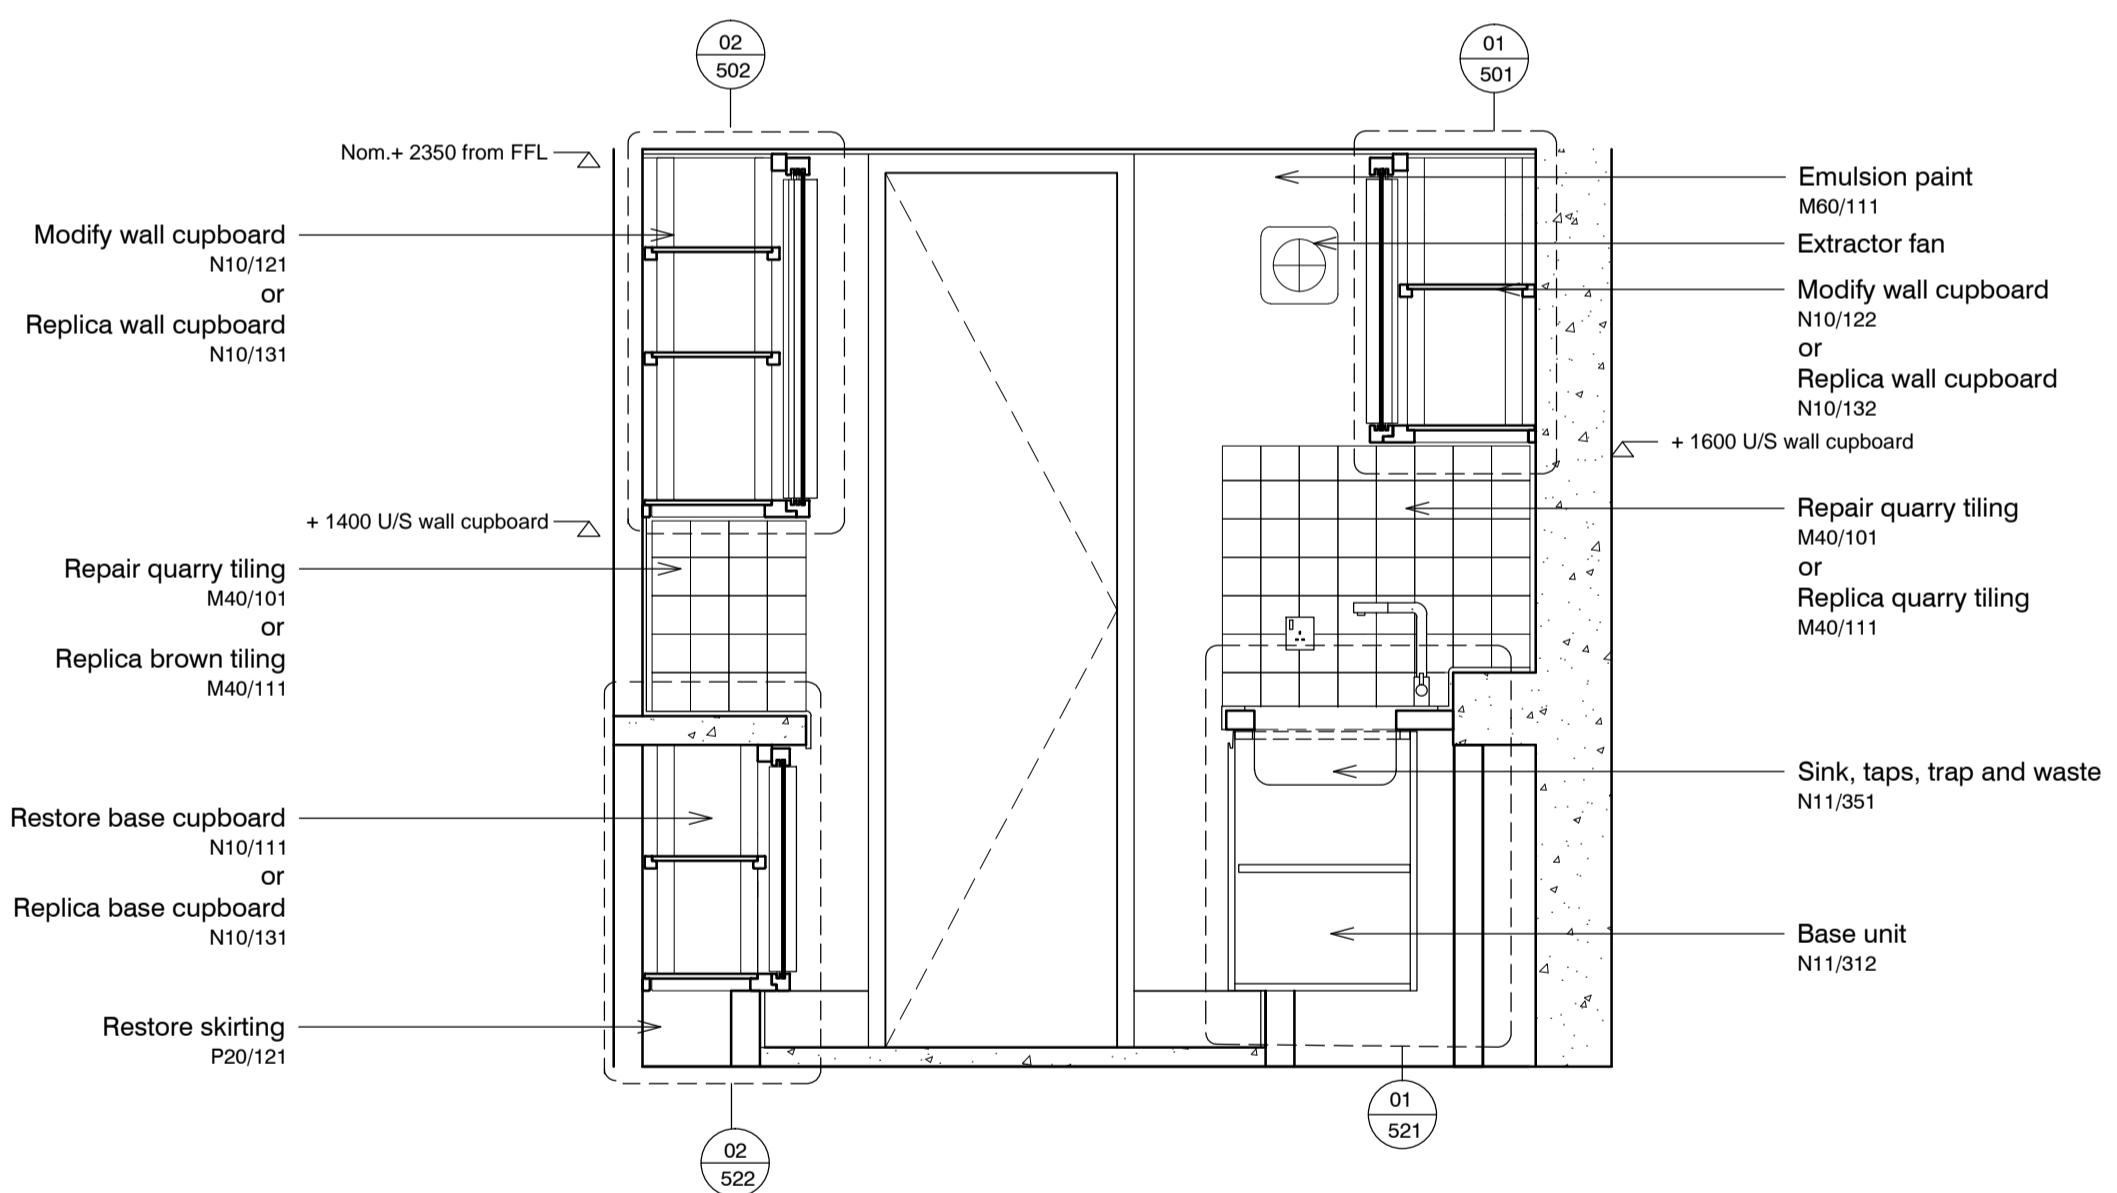 02
502
01
501
Nom.+ 2350 from FFL
Modify wall cupboard
N10/121
or
Replica wall cupboard
N10/131
+ 1400 U/S wall cupboard
Repair quarry tiling
M40/101
or
Replica brown tiling
M40/111
Restore base cupboard
N10/111
or
Replica base cupboard
N10/131
Restore skirting
P20/121
Emulsion paint
M60/111
Extractor fan
Modify wall cupboard
N10/122
or
Replica wall cupboard
N10/132
+ 1600 U/S wall cupboard
Repair quarry tiling
M40/101
or
Replica quarry tiling
M40/111
Sink, taps, trap and waste
N11/351
Base unit
N11/312
01
521
02
522